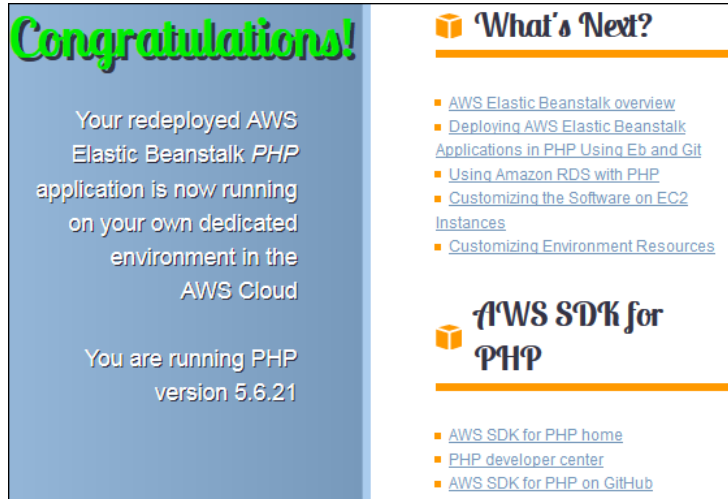 Congratulations!
Your redeployed AWS
Elastic Beanstalk PHP
application is now running
on your own dedicated
environment in the
AWS Cloud
You are running PHP
version 5.6.21
What's Next?
AWS Elastic Beanstalk overview
Deploying AWS Elastic Beanstalk
Applications in PHP Using Eb and Git
Using Amazon RDS with PHP
Customizing the Software on EC2
Instances
Customizing Environment Resources
AWS SDK for
PHP
AWS SDK for PHP home
PHP developer center
AWS SDK for PHP on GitHub